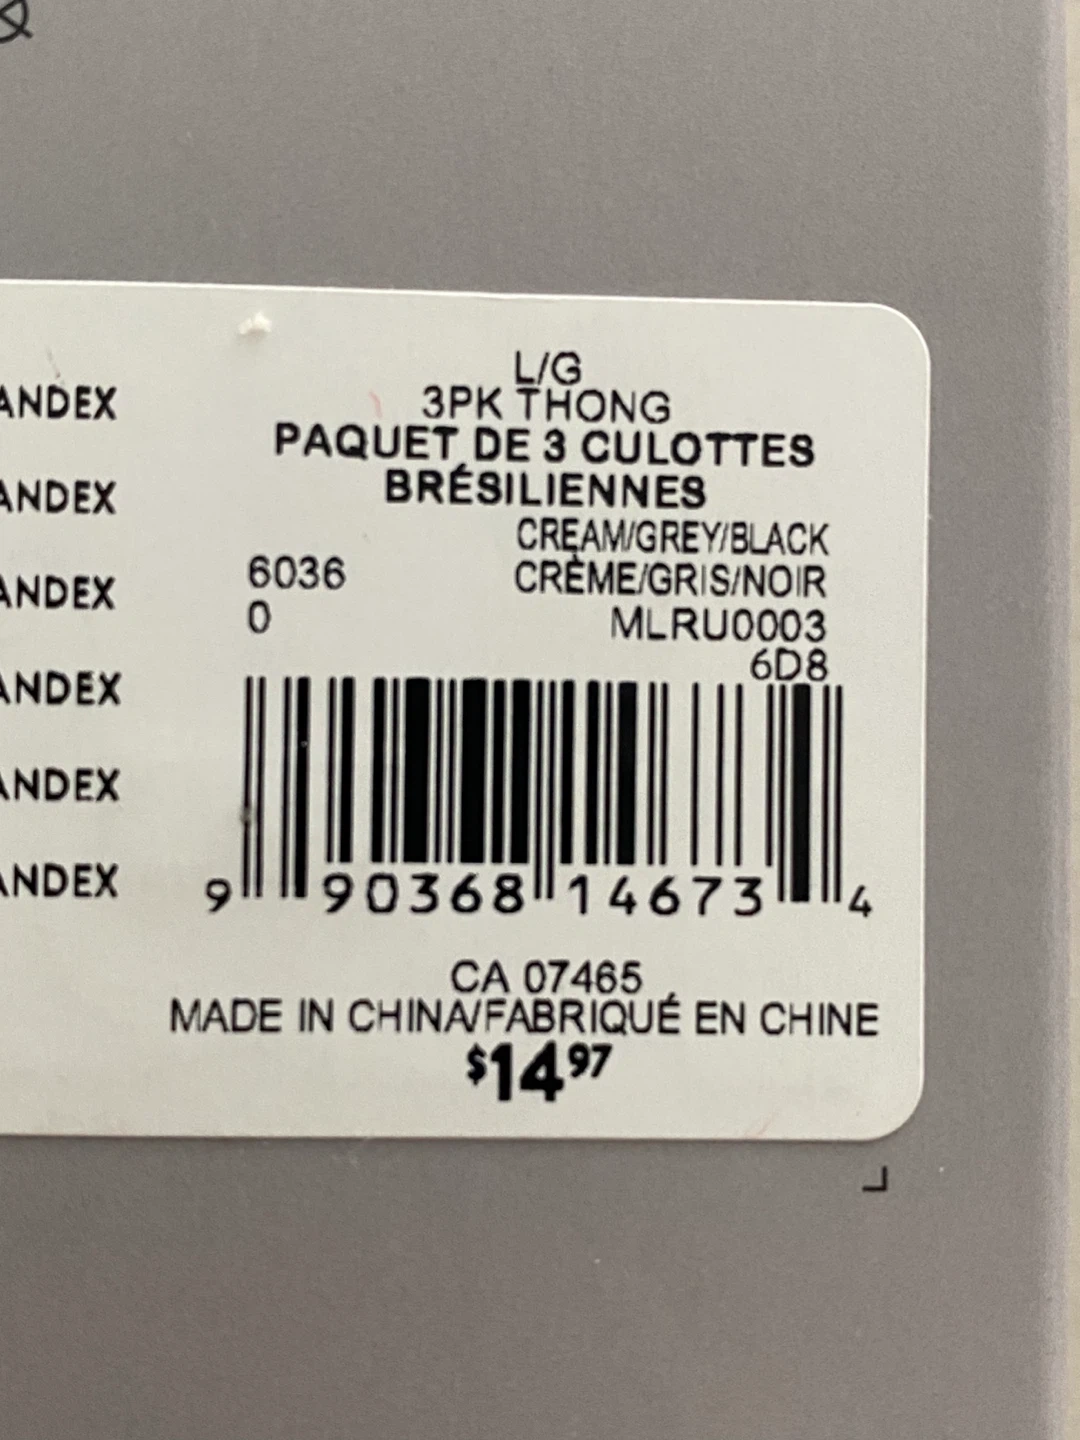 &
ANDEX
ANDEX
ANDEX
ANDEX
ANDEX
ANDEX
L/G
3PK THONG
PAQUET DE 3 CULOTTES
BRÉSILIENNES
CREAM/GREY/BLACK
6036 CRÈME/GRIS/NOIR
0 MLRU0003
6D8
9 90368 14673 4
CA 07465
MADE IN CHINA/FABRIQUÉ EN CHINE
$14 97